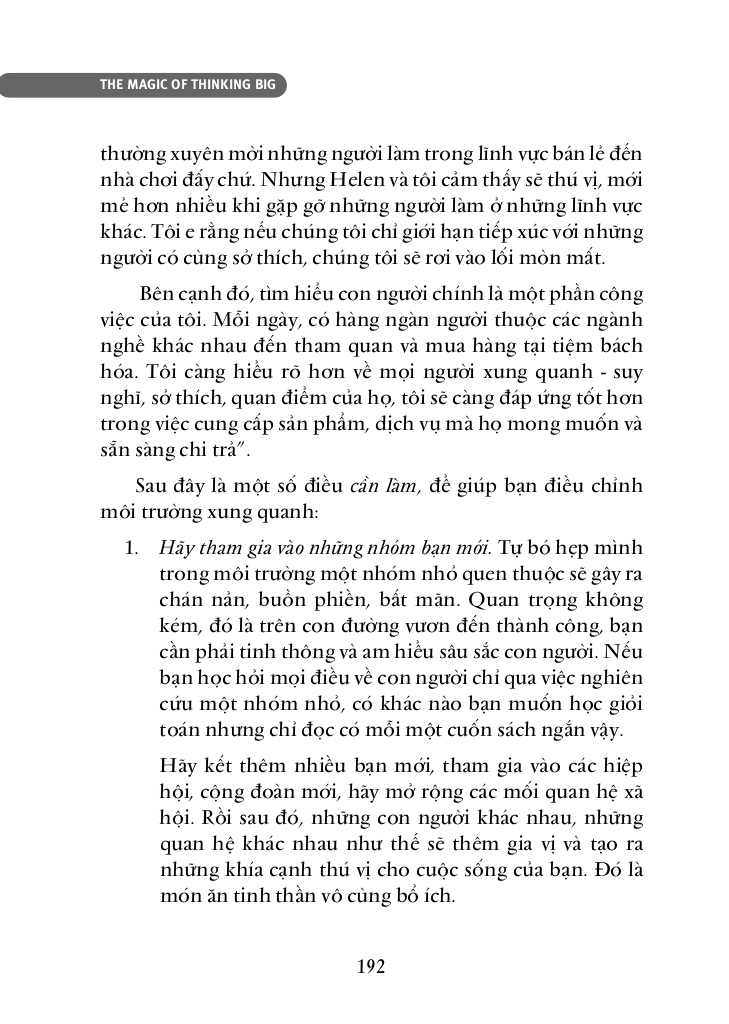 THE MAGIC OF THINKING BIG
thường xuyên mời những người làm trong lĩnh vực bán lẻ đến
nhà chơi đấy chứ. Nhưng Helen và tôi cảm thấy sẽ thú vị, mới
mẻ hơn nhiều khi gặp gỡ những người làm ở những lĩnh vực
khác. Tôi e rằng nếu chúng tôi chỉ giới hạn tiếp xúc với những
người có cùng sở thích, chúng tôi sẽ rơi vào lối mòn mất.
Bên cạnh đó, tìm hiểu con người chính là một phần công
việc của tôi. Mỗi ngày, có hàng ngàn người thuộc các ngành
nghề khác nhau đến tham quan và mua hàng tại tiệm bách
hóa. Tôi càng hiểu rõ hơn về mọi người xung quanh - suy
nghĩ, sở thích, quan điểm của họ, tôi sẽ càng đáp ứng tốt hơn
trong việc cung cấp sản phẩm, dịch vụ mà họ mong muốn và
sẵn sàng chi trả”.
Sau đây là một số điều cần làm, để giúp bạn điều chỉnh
môi trường xung quanh:
1. Hãy tham gia vào những nhóm bạn mới. Tự bó hẹp mình
trong môi trường một nhóm nhỏ quen thuộc sẽ gây ra
chán nản, buồn phiền, bất mãn. Quan trọng không
kém, đó là trên con đường vươn đến thành công, bạn
cần phải tinh thông và am hiểu sâu sắc con người. Nếu
bạn học hỏi mọi điều về con người chỉ qua việc nghiên
cứu một nhóm nhỏ, có khác nào bạn muốn học giỏi
toán nhưng chỉ đọc có mỗi một cuốn sách ngắn vậy.
Hãy kết thêm nhiều bạn mới, tham gia vào các hiệp
hội, cộng đoàn mới, hãy mở rộng các mối quan hệ xã
hội. Rồi sau đó, những con người khác nhau, những
quan hệ khác nhau như thế sẽ thêm gia vị và tạo ra
những khía cạnh thú vị cho cuộc sống của bạn. Đó là
món ăn tinh thần vô cùng bổ ích.
192